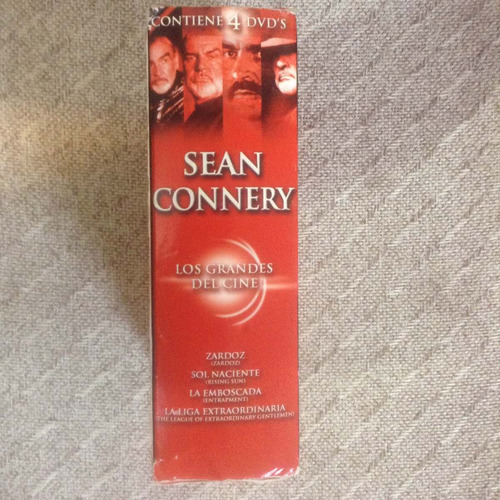 CONTIENE 4 DVD'S
SEAN
CONNERY
LOS GRANDES
DEL CINE
ZARDOZ
(ZARDOZ)
SOL NACIENTE
(RISING SUN)
LA EMBOSCADA
(ENTRAPMENT)
LA LIGA EXTRAORDINARIA
(THE LEAGUE OF EXTRAORDINARY GENTLEMEN)